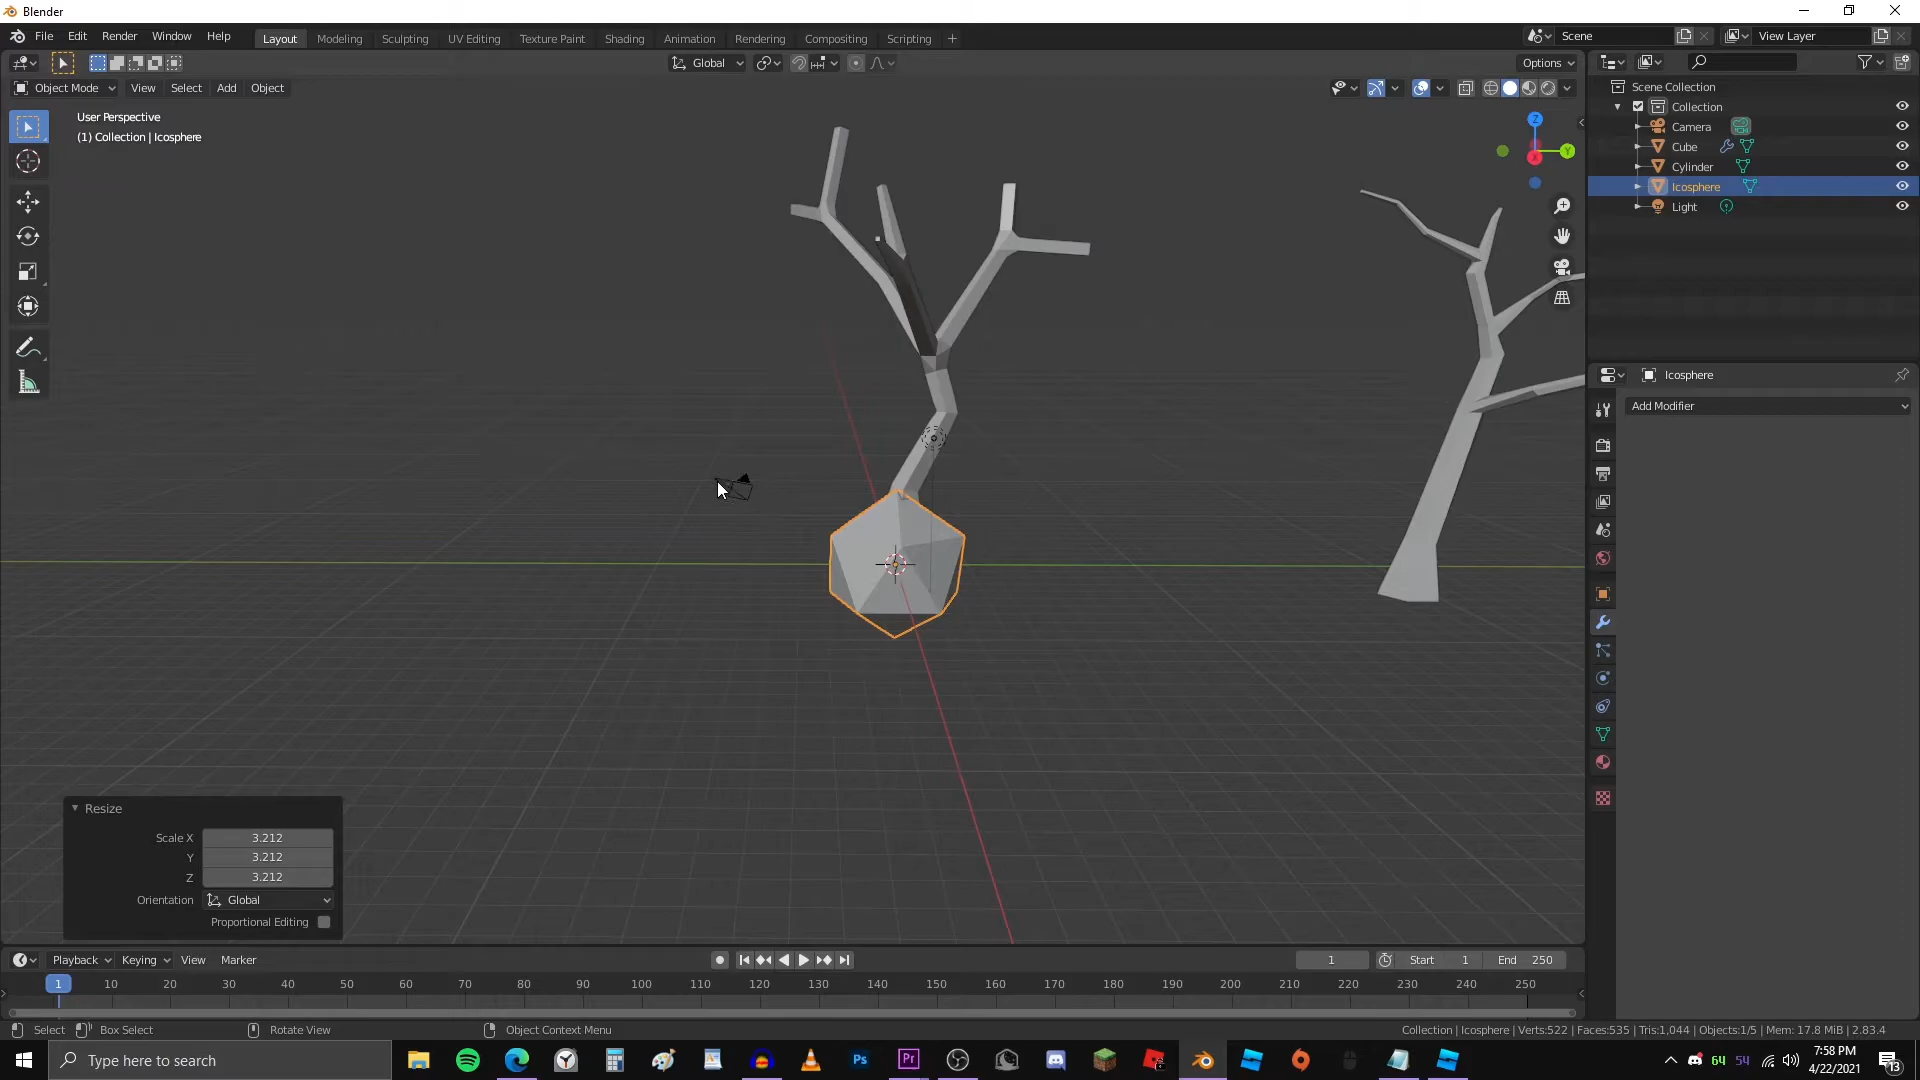 Blender
File Edit Render Window Help
Layout Modeling Sculpting UV Editing Texture Paint Shading Animation Rendering Compositing Scripting +
Scene
View Layer
Global
Options
Object Mode View Select Add Object
User Perspective
(1) Collection | Icosphere
Z
Y
X
Scene Collection
Collection
Camera
Cube
Cylinder
Icosphere
Light
Icosphere
Add Modifier
Resize
Scale X 3.212
Y 3.212
Z 3.212
Orientation Global
Proportional Editing
Playback Keying View Marker
1 Start 1 End 250
1 10 20 30 40 50 60 70 80 90 100 110 120 130 140 150 160 170 180 190 200 210 220 230 240 250
Select Box Select Rotate View Object Context Menu
Collection | Icosphere | Verts:522 | Faces:535 | Tris:1,044 | Objects:1/5 | Mem: 17.8 MiB | 2.83.4
Type here to search
Ps
Pr
64 54
7:58 PM
4/22/2021
13